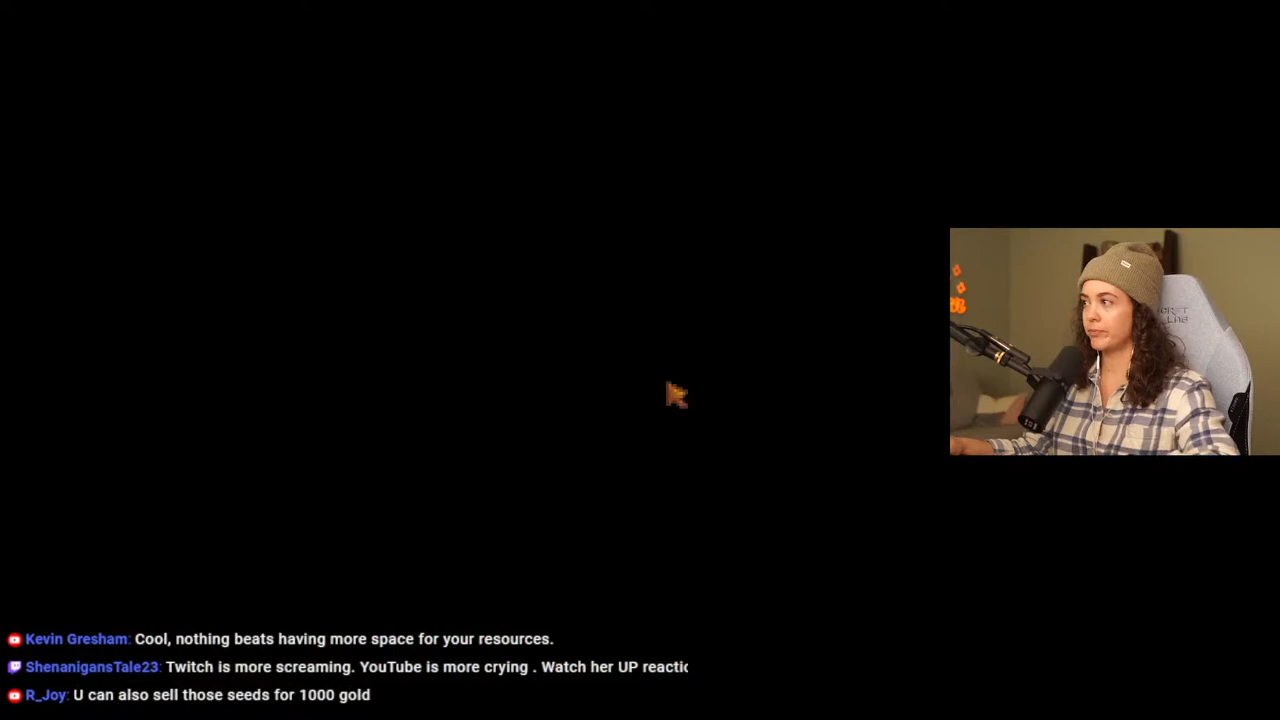 Kevin Gresham: Cool, nothing beats having more space for your resources.
ShenanigansTale23: Twitch is more screaming. YouTube is more crying . Watch her UP reactic
R_Joy: U can also sell those seeds for 1000 gold